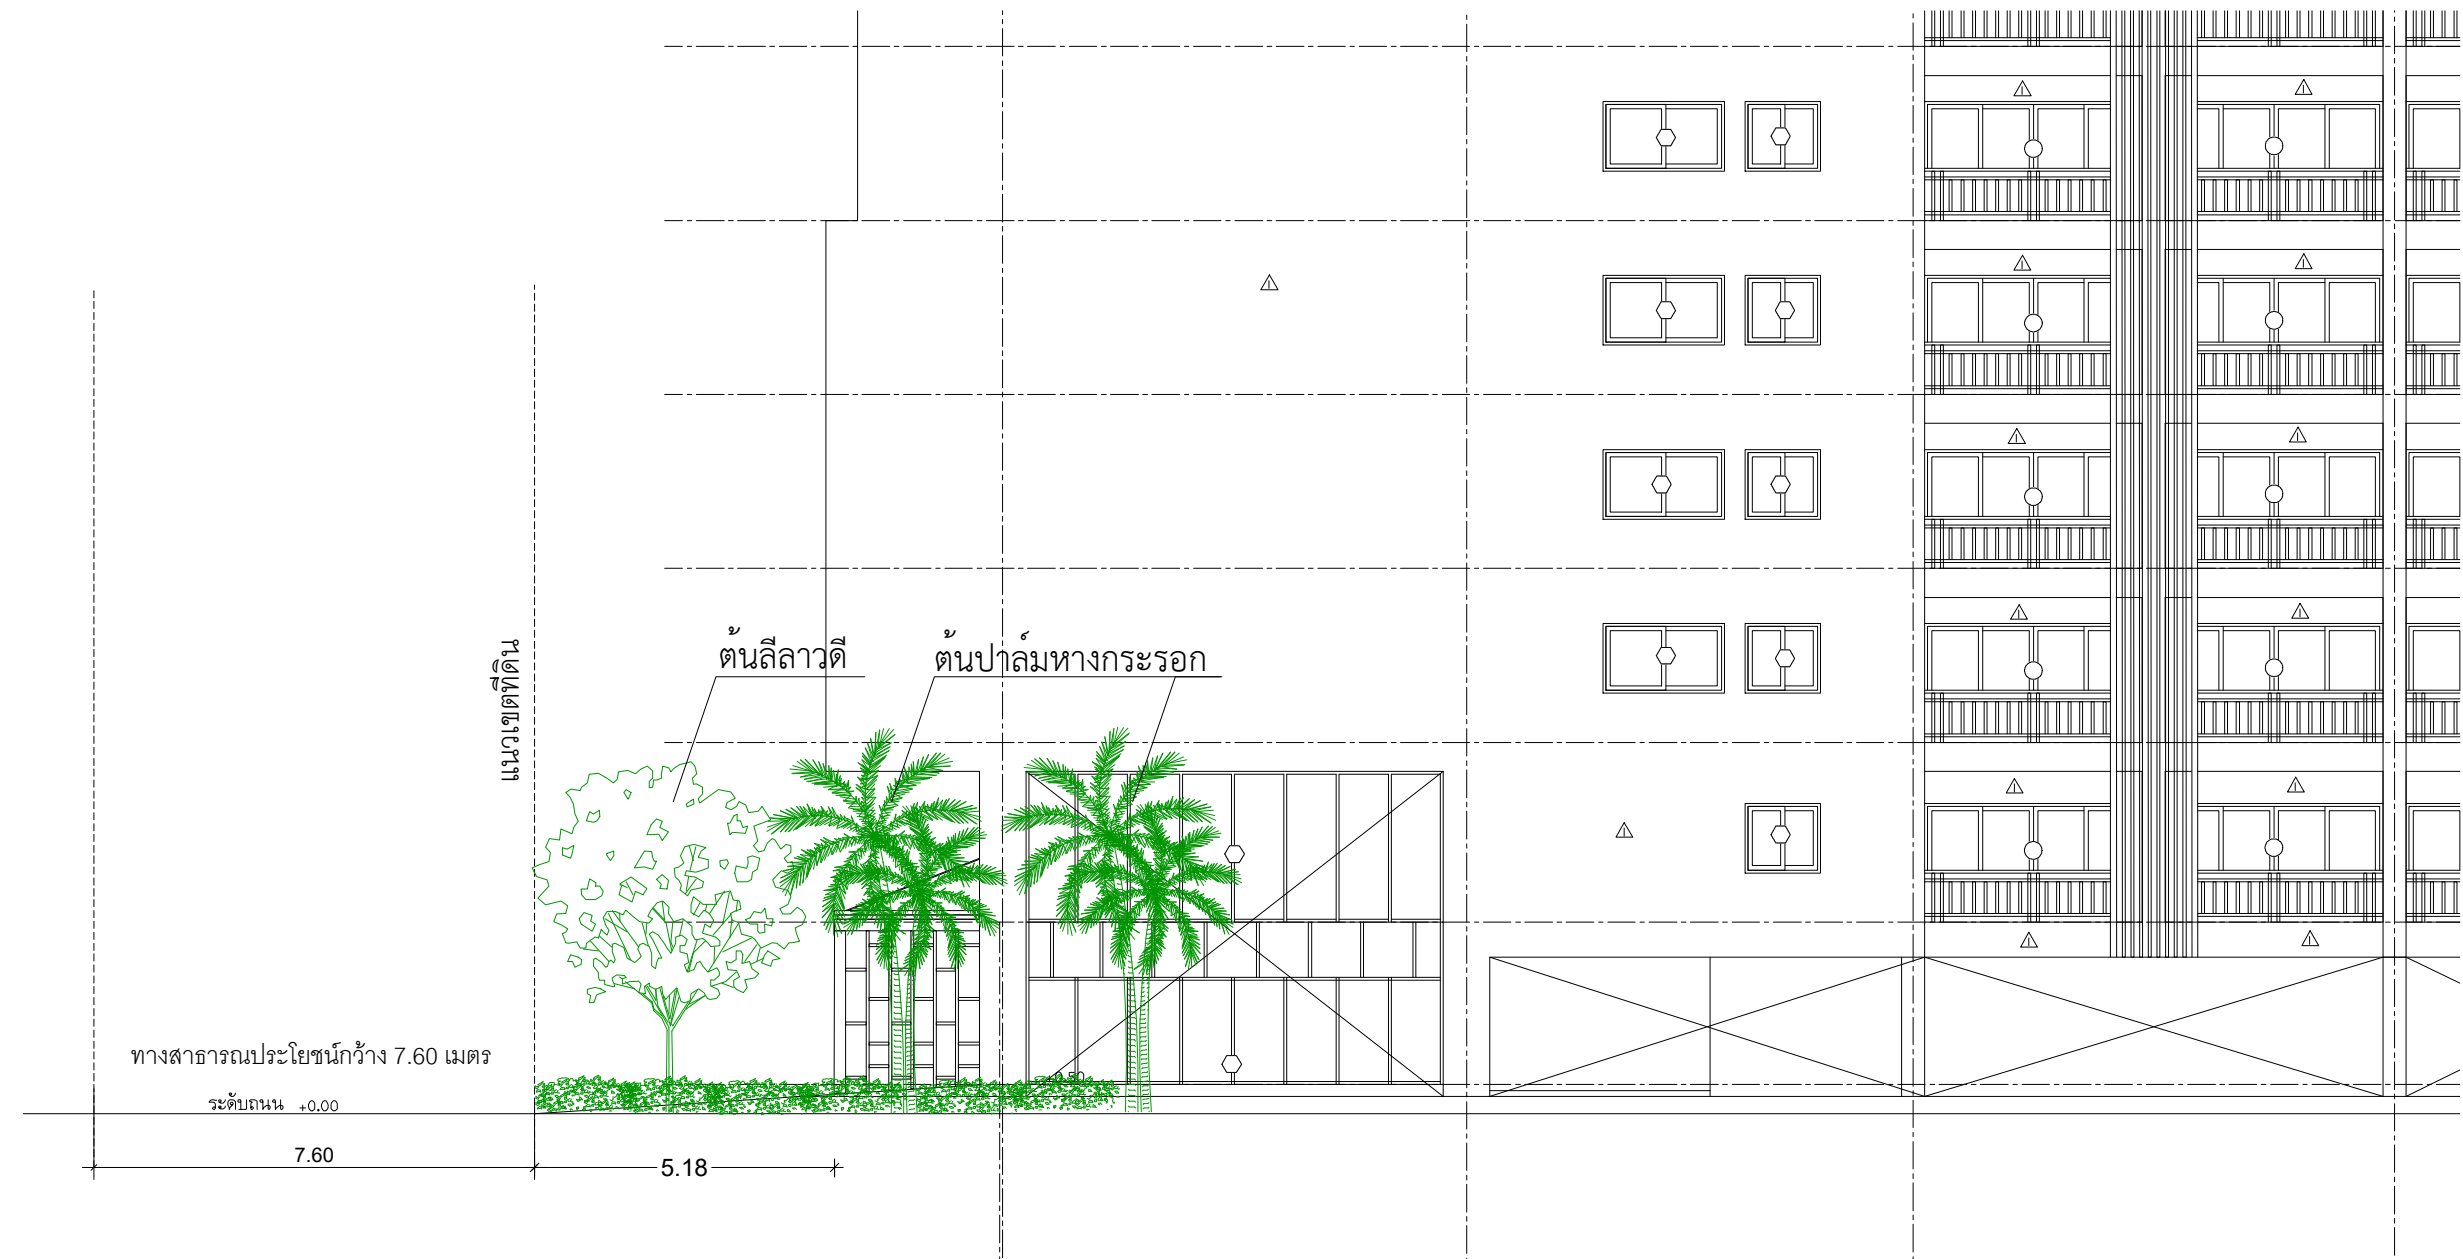 ต้นลีลาวดี
ต้นปาล์มหางกระรอก
แนวเขตที่ดิน
ทางสาธารณประโยชน์กว้าง 7.60 เมตร
ระดับถนน +0.00
7.60
5.18